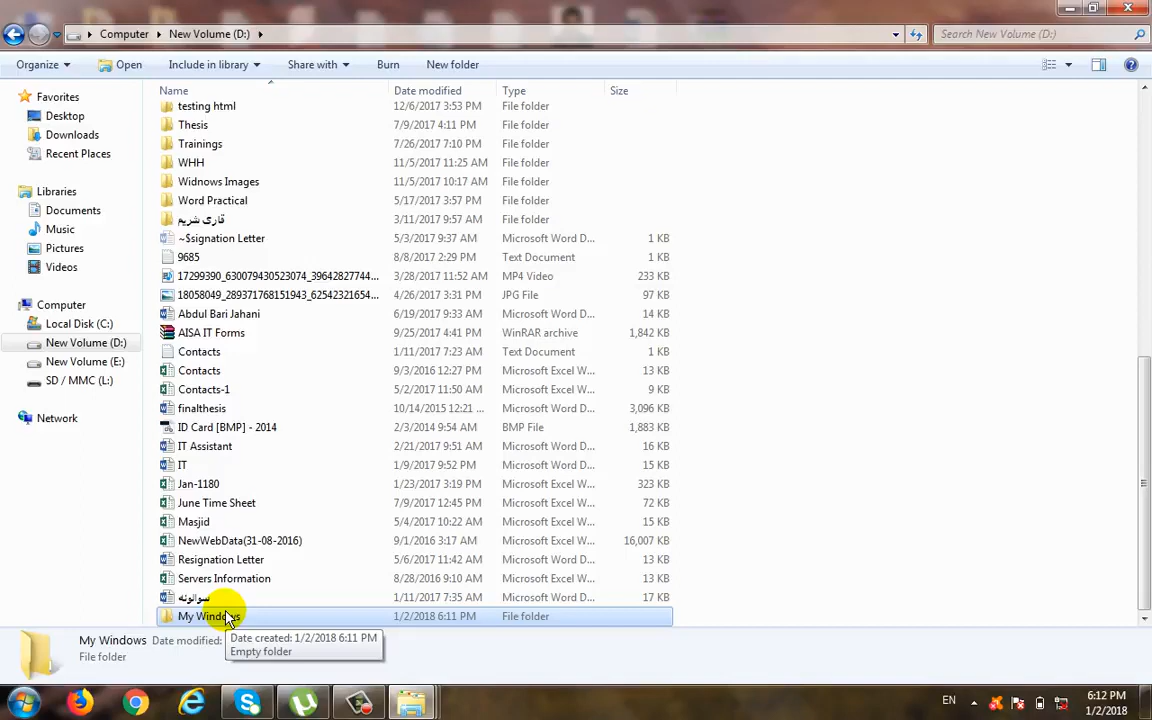 Computer ▸ New Volume (D:) ▸
Search New Volume (D:)
Organize Open Include in library Share with Burn New folder
Name Date modified Type Size
Favorites
Desktop
Downloads
Recent Places
Libraries
Documents
Music
Pictures
Videos
Computer
Local Disk (C:)
New Volume (D:)
New Volume (E:)
SD / MMC (L:)
Network
testing html 12/6/2017 3:53 PM File folder
Thesis 7/9/2017 4:11 PM File folder
Trainings 7/26/2017 7:10 PM File folder
WHH 11/5/2017 11:25 AM File folder
Widnows Images 11/5/2017 10:17 AM File folder
Word Practical 5/17/2017 3:57 PM File folder
قاری شریم 3/11/2017 9:57 AM File folder
~$signation Letter 5/3/2017 9:37 AM Microsoft Word D... 1 KB
9685 8/8/2017 2:29 PM Text Document 1 KB
17299390_630079430523074_39642827744... 3/28/2017 11:52 AM MP4 Video 233 KB
18058049_289371768151943_62542321654... 4/26/2017 3:31 PM JPG File 97 KB
Abdul Bari Jahani 6/19/2017 9:33 AM Microsoft Word D... 14 KB
AISA IT Forms 9/25/2017 4:41 PM WinRAR archive 1,842 KB
Contacts 1/11/2017 7:23 AM Text Document 1 KB
Contacts 9/3/2016 12:27 PM Microsoft Excel W... 13 KB
Contacts-1 5/2/2017 11:50 AM Microsoft Excel W... 9 KB
finalthesis 10/14/2015 12:21 ... Microsoft Word D... 3,096 KB
ID Card [BMP] - 2014 2/3/2014 9:54 AM BMP File 1,883 KB
IT Assistant 2/21/2017 9:51 AM Microsoft Word D... 16 KB
IT 1/9/2017 9:52 PM Microsoft Word D... 15 KB
Jan-1180 1/23/2017 3:19 PM Microsoft Excel W... 323 KB
June Time Sheet 7/9/2017 12:45 PM Microsoft Excel W... 72 KB
Masjid 5/4/2017 10:22 AM Microsoft Excel W... 15 KB
NewWebData(31-08-2016) 9/1/2016 3:17 AM Microsoft Excel W... 16,007 KB
Resignation Letter 5/6/2017 11:42 AM Microsoft Word D... 13 KB
Servers Information 8/28/2016 9:10 AM Microsoft Excel W... 13 KB
1/11/2017 7:35 AM Microsoft Word D... 17 KB
My Windows 1/2/2018 6:11 PM File folder
Date created: 1/2/2018 6:11 PM
Empty folder
My Windows Date modified:
File folder
EN
6:12 PM
1/2/2018